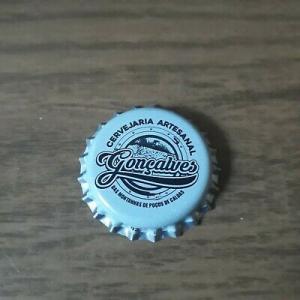 CERVEJARIA ARTESANAL
Gonçalves
DAS MONTANHAS DE POÇOS DE CALDAS